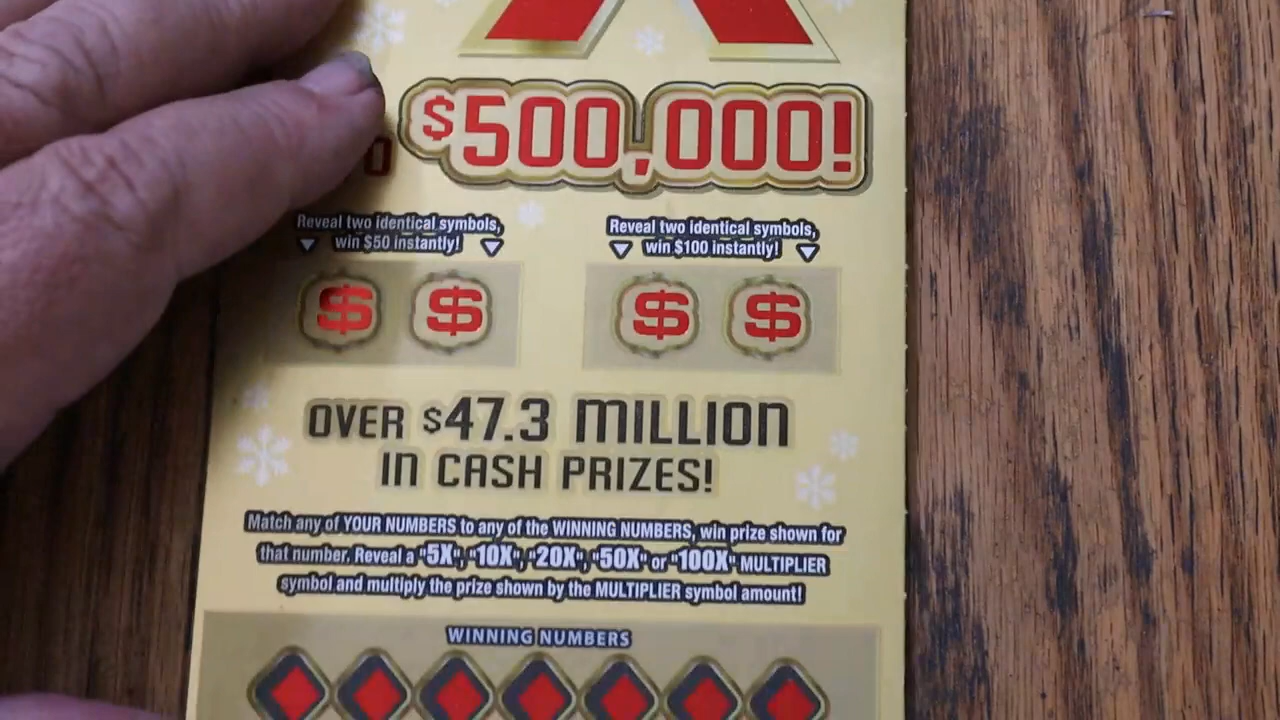 $500,000!
Reveal two identical symbols,
win $50 instantly!
Reveal two identical symbols,
win $100 instantly!
$ $
$ $
OVER $47.3 MILLION
IN CASH PRIZES!
Match any of YOUR NUMBERS to any of the WINNING NUMBERS, win prize shown for
that number. Reveal a "5X", "10X", "20X", "50X" or "100X" MULTIPLIER
symbol and multiply the prize shown by the MULTIPLIER symbol amount!
WINNING NUMBERS